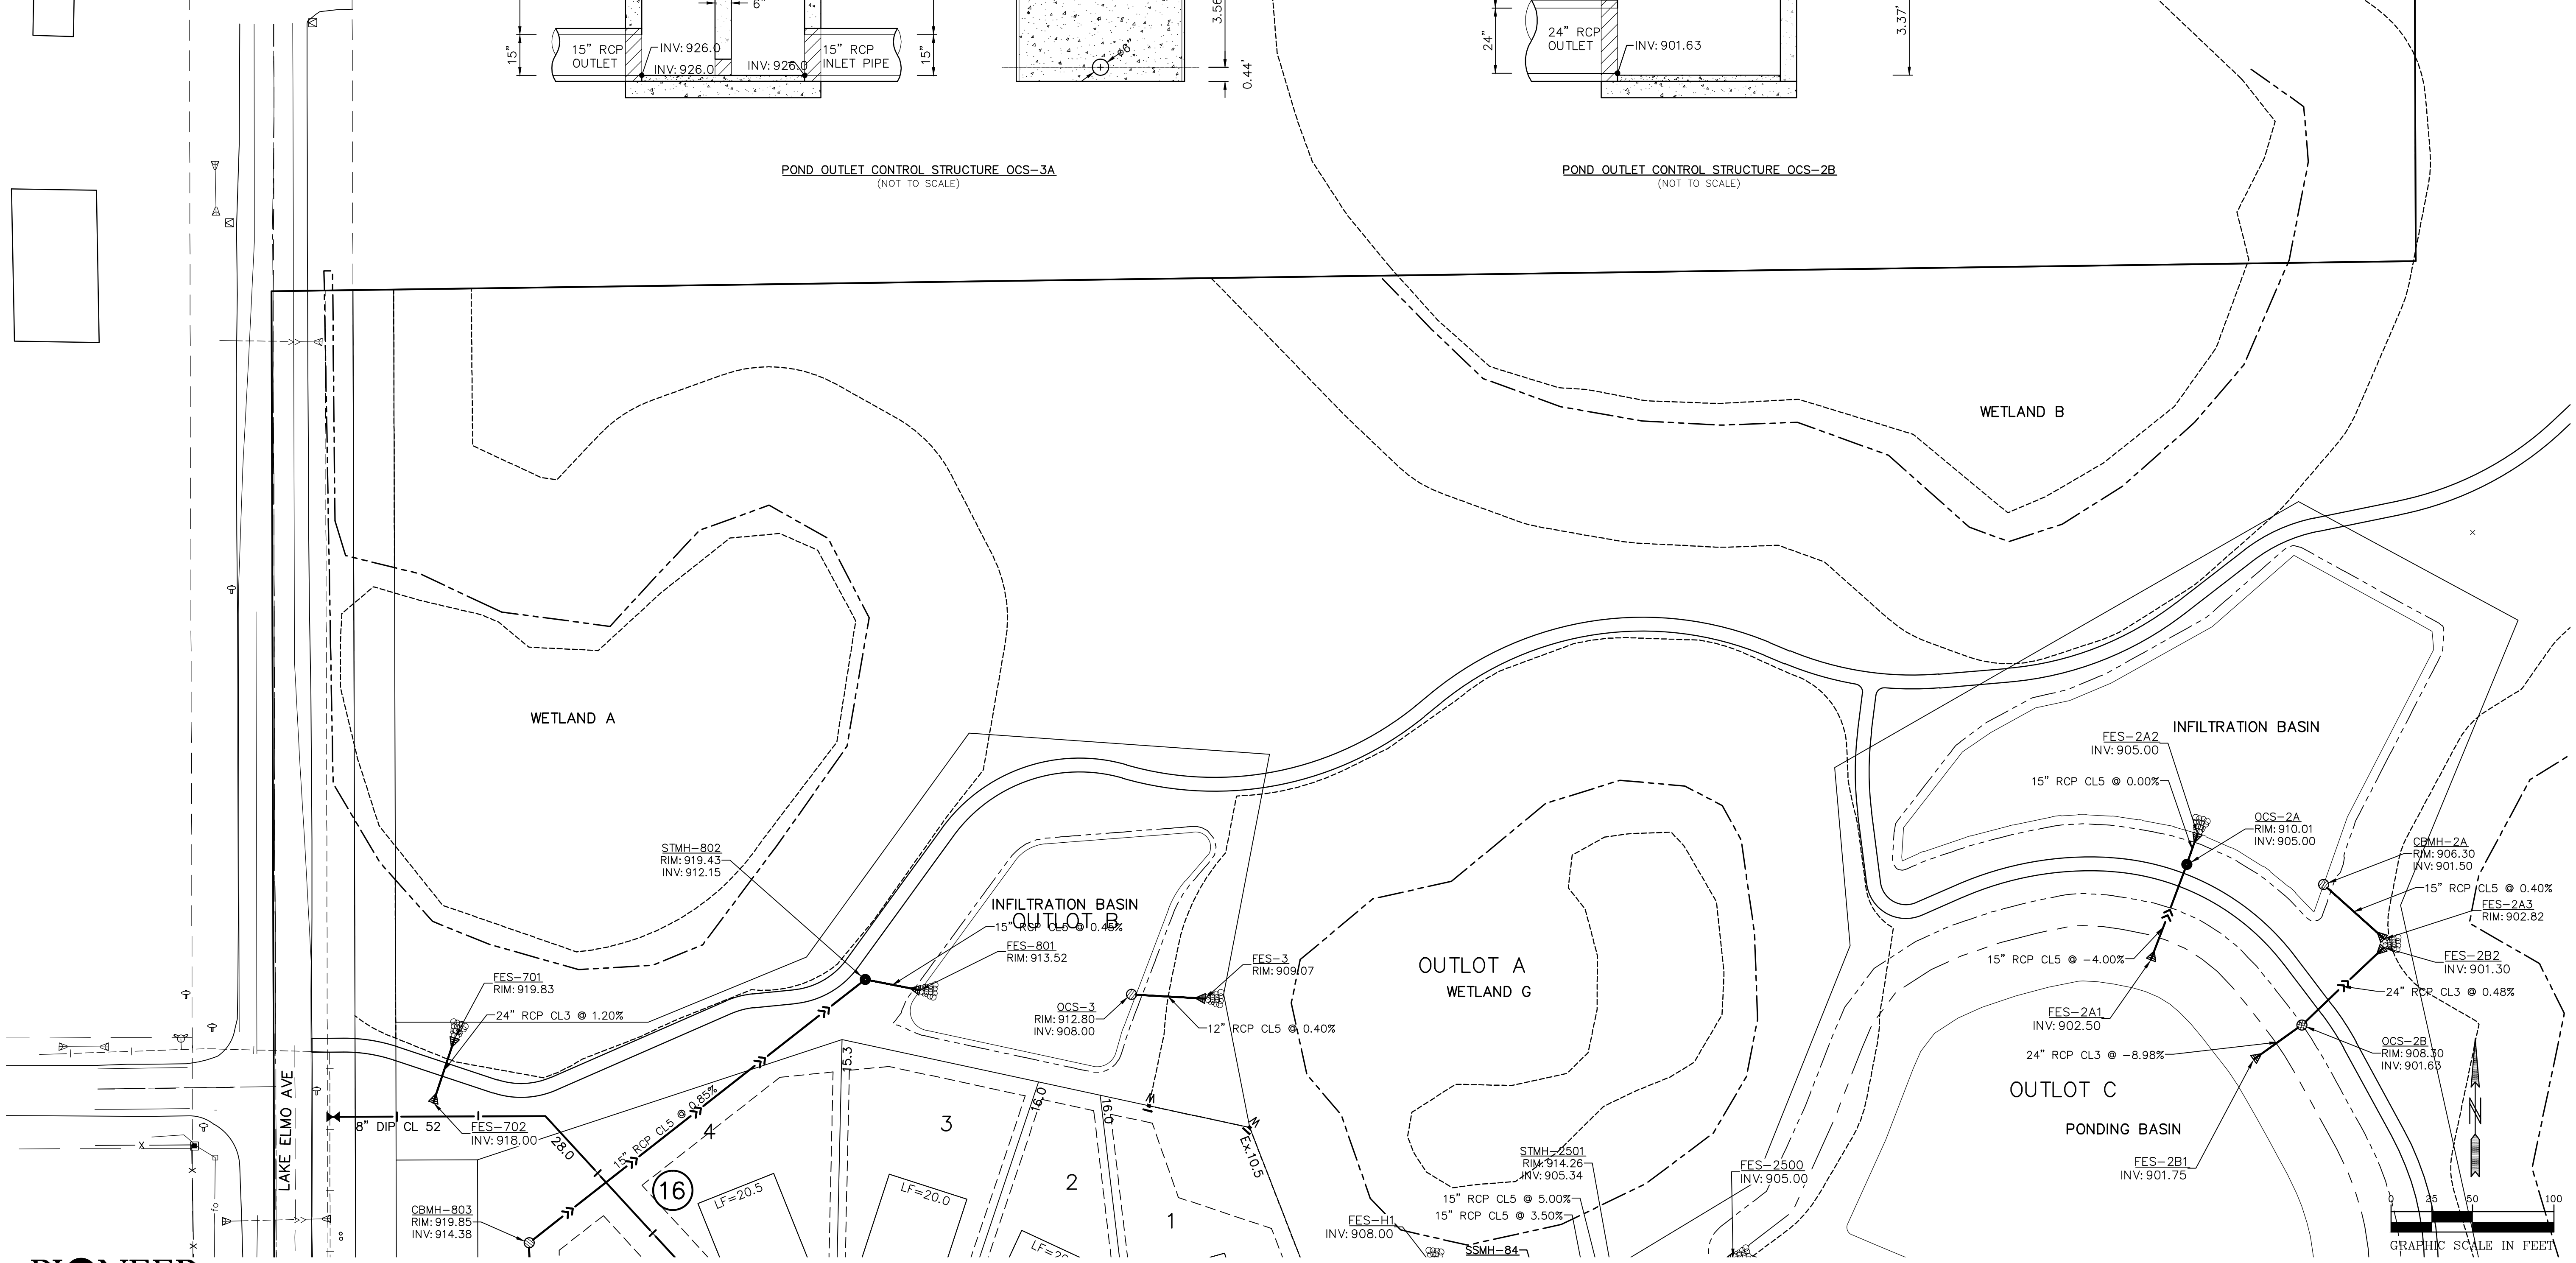 6"
15"
15" RCP
OUTLET
INV: 926.0
INV: 926.0
INV: 926.0
15" RCP
INLET PIPE
15"
ø8"
3.56'
0.44'
24"
24" RCP
OUTLET
INV: 901.63
3.37'
POND OUTLET CONTROL STRUCTURE OCS-3A
(NOT TO SCALE)
POND OUTLET CONTROL STRUCTURE OCS-2B
(NOT TO SCALE)
WETLAND B
WETLAND A
INFILTRATION BASIN
FES-2A2
INV: 905.00
15" RCP CL5 @ 0.00%
OCS-2A
RIM: 910.01
INV: 905.00
CBMH-2A
RIM: 906.30
INV: 901.50
15" RCP CL5 @ 0.40%
FES-2A3
RIM: 902.82
STMH-802
RIM: 919.43
INV: 912.15
INFILTRATION BASIN
OUTLOT B
15" RCP CL5 @ 0.45%
FES-801
RIM: 913.52
FES-3
RIM: 909.07
OUTLOT A
WETLAND G
15" RCP CL5 @ -4.00%
FES-2B2
INV: 901.30
24" RCP CL3 @ 0.48%
FES-701
RIM: 919.83
24" RCP CL3 @ 1.20%
OCS-3
RIM: 912.80
INV: 908.00
12" RCP CL5 @ 0.40%
FES-2A1
INV: 902.50
24" RCP CL3 @ -8.98%
OCS-2B
RIM: 908.30
INV: 901.63
OUTLOT C
PONDING BASIN
LAKE ELMO AVE
8" DIP CL 52
FES-702
INV: 918.00
28.0
15" RCP CL5 @ 0.85%
4
15.3
3
16.0
16.0
2
1
W
W
Ex.10.5
16
LF=20.5
LF=20.0
STMH-2501
RIM: 914.26
INV: 905.34
15" RCP CL5 @ 5.00%
15" RCP CL5 @ 3.50%
FES-2500
INV: 905.00
FES-2B1
INV: 901.75
N
0 25 50 100
GRAPHIC SCALE IN FEET
CBMH-803
RIM: 919.85
INV: 914.38
FES-H1
INV: 908.00
SSMH-84
PIONEER